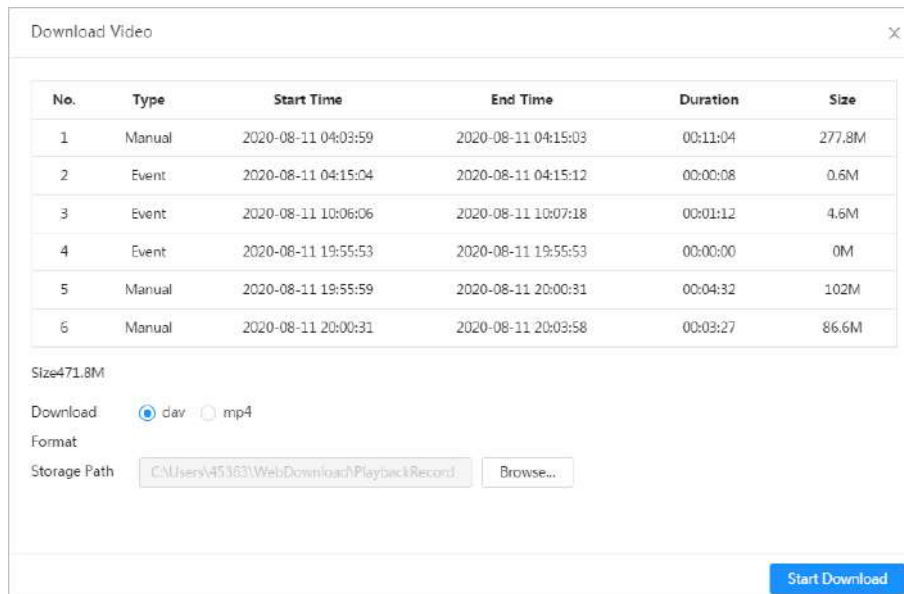 Download Video
No. Type Start Time End Time Duration Size
1 Manual 2020-08-11 04:03:59 2020-08-11 04:15:03 00:11:04 277.8M
2 Event 2020-08-11 04:15:04 2020-08-11 04:15:12 00:00:08 0.6M
3 Event 2020-08-11 10:06:06 2020-08-11 10:07:18 00:01:12 4.6M
4 Event 2020-08-11 19:55:53 2020-08-11 19:55:53 00:00:00 0M
5 Manual 2020-08-11 19:55:59 2020-08-11 20:00:31 00:04:32 102M
6 Manual 2020-08-11 20:00:31 2020-08-11 20:03:58 00:03:27 86.6M
Size471.8M
Download dav mp4
Format
Storage Path C:\Users\45363\WebDownload\PlaybackRecord Browse...
Start Download